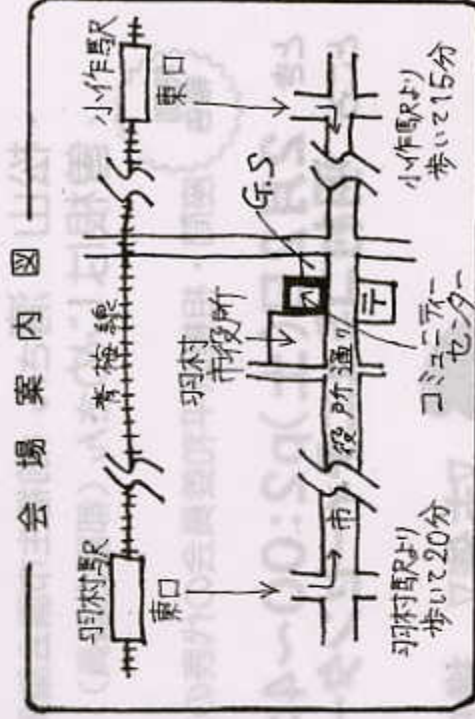 会場案内図
羽村駅
東口
青梅線
小作駅
東口
羽村
市役所
G.S
市役所通り
〒
コミュニティー
センター
羽村駅より
歩いて20分
小作駅より
歩いて15分